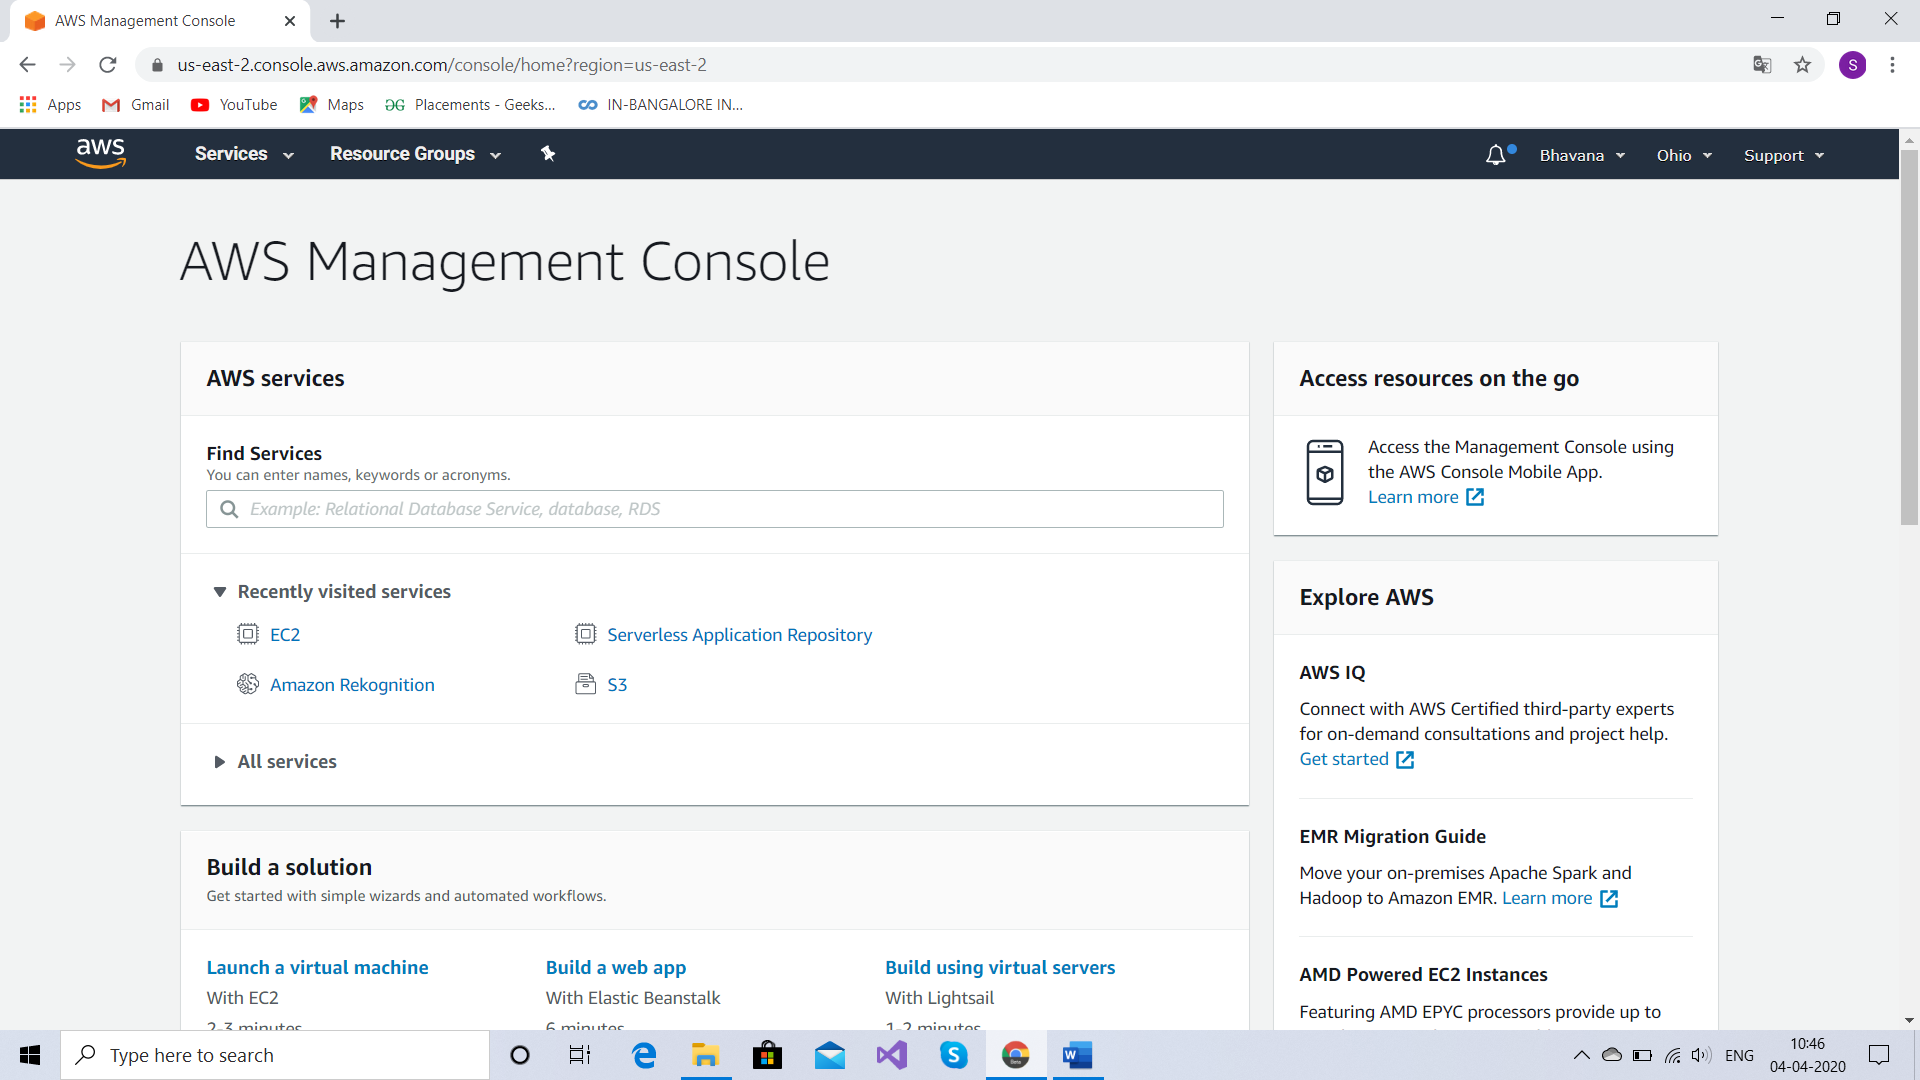 AWS Management Console
us-east-2.console.aws.amazon.com/console/home?region=us-east-2
S
Apps Gmail YouTube Maps Placements - Geeks... IN-BANGALORE IN...
aws Services Resource Groups Bhavana Ohio Support
AWS Management Console
AWS services
Find Services
You can enter names, keywords or acronyms.
Example: Relational Database Service, database, RDS
Recently visited services
EC2 Serverless Application Repository
Amazon Rekognition S3
All services
Build a solution
Get started with simple wizards and automated workflows.
Launch a virtual machine Build a web app Build using virtual servers
With EC2 With Elastic Beanstalk With Lightsail
2-3 minutes 6 minutes 1-2 minutes
Access resources on the go
Access the Management Console using
the AWS Console Mobile App.
Learn more
Explore AWS
AWS IQ
Connect with AWS Certified third-party experts
for on-demand consultations and project help.
Get started
EMR Migration Guide
Move your on-premises Apache Spark and
Hadoop to Amazon EMR. Learn more
AMD Powered EC2 Instances
Featuring AMD EPYC processors provide up to
Type here to search
ENG
10:46
04-04-2020